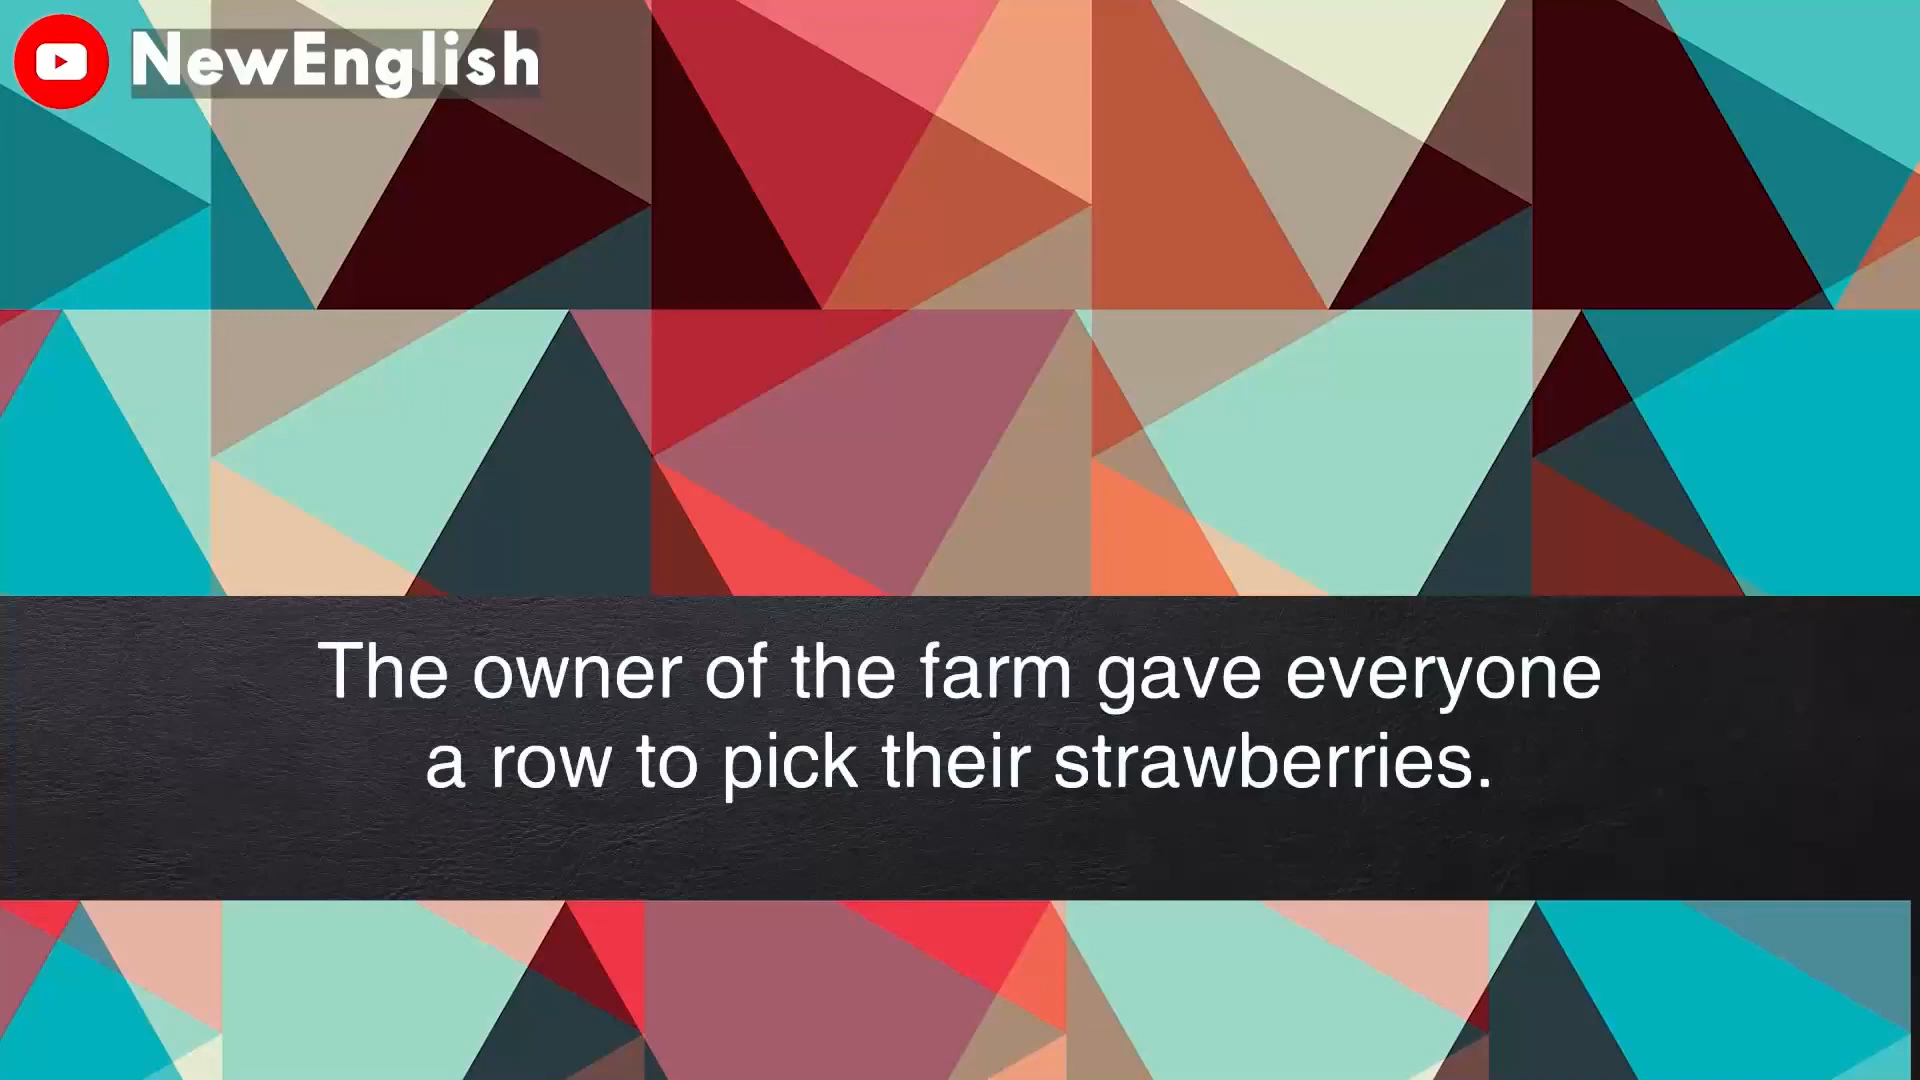 NewEnglish
The owner of the farm gave everyone
a row to pick their strawberries.